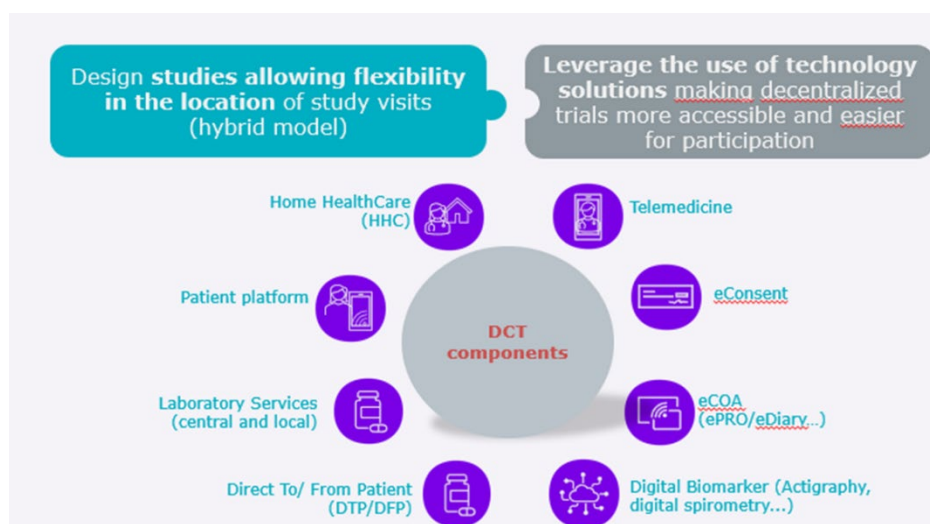 Design studies allowing flexibility
in the location of study visits
(hybrid model)
Leverage the use of technology
solutions making decentralized
trials more accessible and easier
for participation
Home HealthCare
(HHC)
Telemedicine
Patient platform
eConsent
DCT
components
Laboratory Services
(central and local)
eCOA
(ePRO/eDiary...)
Direct To/ From Patient
(DTP/DFP)
Digital Biomarker (Actigraphy,
digital spirometry...)